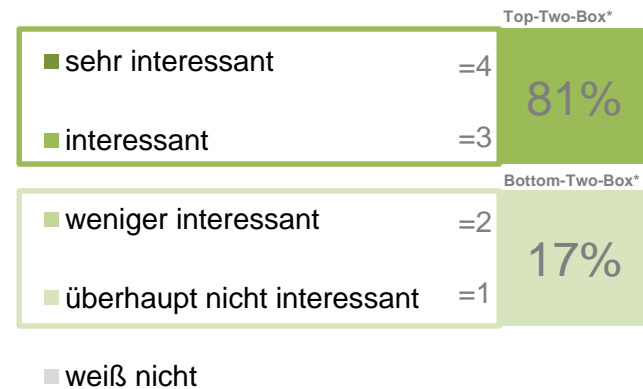 Top-Two-Box*
sehr interessant =4
81%
interessant =3
Bottom-Two-Box*
weniger interessant =2
17%
überhaupt nicht interessant =1
weiß nicht